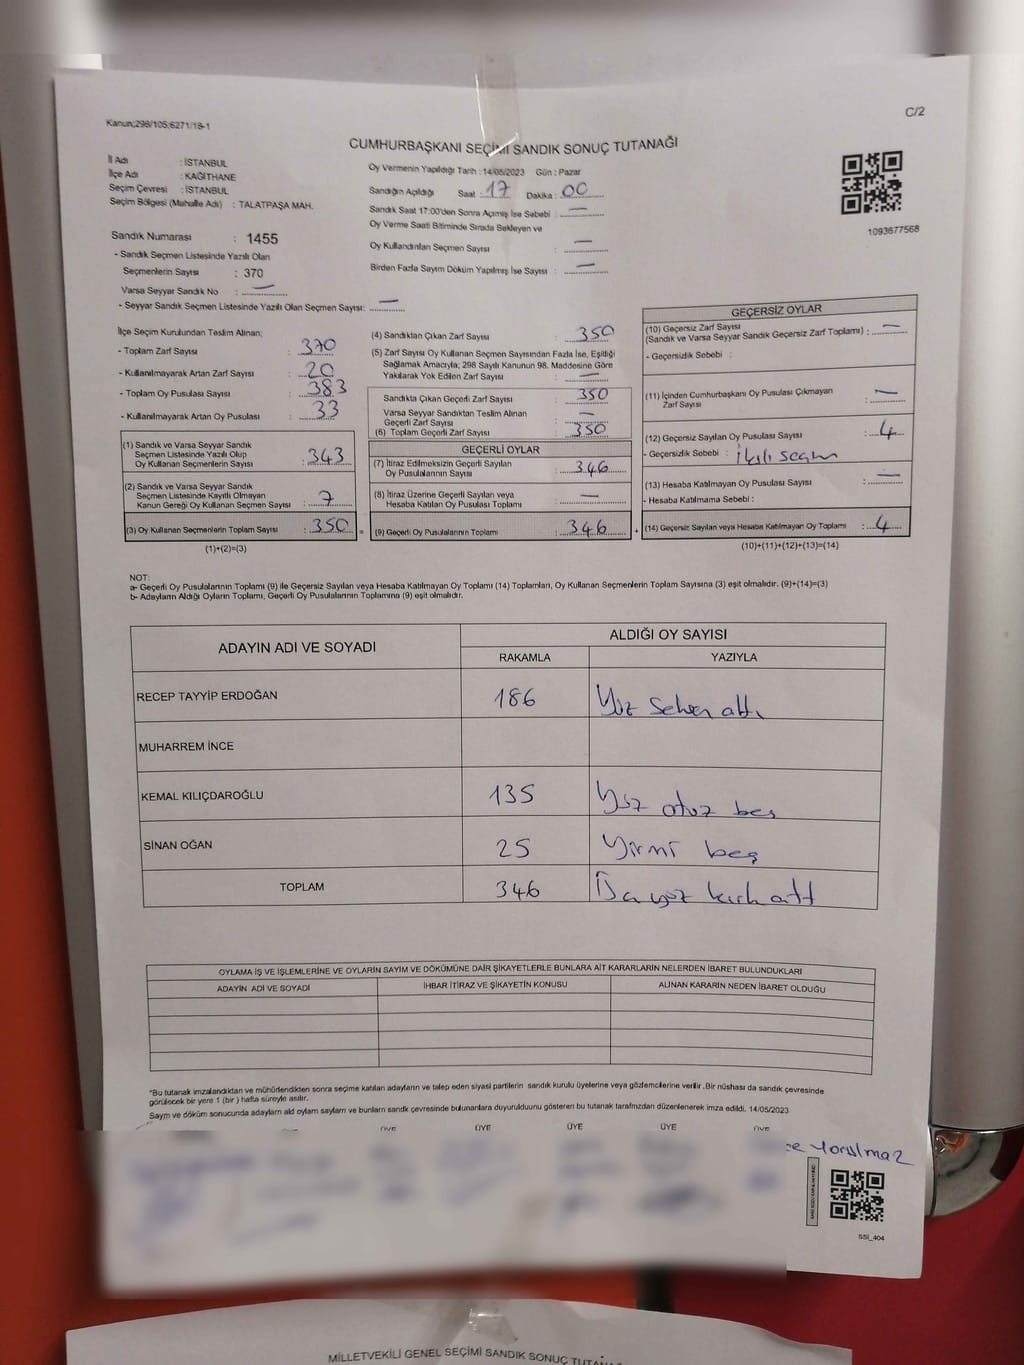 Kanun;298/105;6271/18-1
C/2
CUMHURBAŞKANI SEÇİMİ SANDIK SONUÇ TUTANAĞI
İl Adı : İSTANBUL
İlçe Adı : KAĞITHANE
Seçim Çevresi : İSTANBUL
Seçim Bölgesi (Mahalle Adı) : TALATPAŞA MAH.
Sandık Numarası : 1455
- Sandık Seçmen Listesinde Yazılı Olan
Seçmenlerin Sayısı : 370
Varsa Seyyar Sandık No : —
- Seyyar Sandık Seçmen Listesinde Yazılı Olan Seçmen Sayısı: —
Oy Vermenin Yapıldığı Tarih : 14/05/2023 Gün : Pazar
Sandığın Açıldığı Saat : 17 Dakika : 00
Sandık Saat 17:00'den Sonra Açılmış İse Sebebi : —
Oy Verme Saati Bitiminde Sırada Bekleyen ve
Oy Kullandırılan Seçmen Sayısı : —
Birden Fazla Sayım Döküm Yapılmış İse Sayısı : —
1093677568
İlçe Seçim Kurulundan Teslim Alınan;
- Toplam Zarf Sayısı : 370
- Kullanılmayarak Artan Zarf Sayısı : 20
- Toplam Oy Pusulası Sayısı : 383
- Kullanılmayarak Artan Oy Pusulası : 33
(1) Sandık ve Varsa Seyyar Sandık
Seçmen Listesinde Yazılı Olup
Oy Kullanan Seçmenlerin Sayısı : 343
(2) Sandık ve Varsa Seyyar Sandık
Seçmen Listesinde Kayıtlı Olmayan
Kanun Gereği Oy Kullanan Seçmen Sayısı : 7
(3) Oy Kullanan Seçmenlerin Toplam Sayısı : 350 =
(1)+(2)=(3)
(4) Sandıktan Çıkan Zarf Sayısı : 350
(5) Zarf Sayısı Oy Kullanan Seçmen Sayısından Fazla İse, Eşitliği
Sağlamak Amacıyla; 298 Sayılı Kanunun 98. Maddesine Göre
Yakılarak Yok Edilen Zarf Sayısı : —
Sandıkta Çıkan Geçerli Zarf Sayısı : 350
Varsa Seyyar Sandıktan Teslim Alınan
Geçerli Zarf Sayısı : —
(6) Toplam Geçerli Zarf Sayısı : 350
GEÇERLİ OYLAR
(7) İtiraz Edilmeksizin Geçerli Sayılan
Oy Pusulasının Sayısı : 346
(8) İtiraz Üzerine Geçerli Sayılan veya
Hesaba Katılan Oy Pusulası Toplamı : —
(9) Geçerli Oy Pusulalarının Toplamı : 346 +
GEÇERSİZ OYLAR
(10) Geçersiz Zarf Sayısı
(Sandık ve Varsa Seyyar Sandık Geçersiz Zarf Toplamı) : —
- Geçersizlik Sebebi :
(11) İçinden Cumhurbaşkanı Oy Pusulası Çıkmayan
Zarf Sayısı : —
(12) Geçersiz Sayılan Oy Pusulası Sayısı : 4
- Geçersizlik Sebebi : ikili seçim
(13) Hesaba Katılmayan Oy Pusulası Sayısı : —
- Hesaba Katılmama Sebebi :
(14) Geçersiz Sayılan veya Hesaba Katılmayan Oy Toplamı : 4
(10)+(11)+(12)+(13)=(14)
NOT:
a- Geçerli Oy Pusulalarının Toplamı (9) ile Geçersiz Sayılan veya Hesaba Katılmayan Oy Toplamı (14) Toplamları, Oy Kullanan Seçmenlerin Toplam Sayısına (3) eşit olmalıdır. (9)+(14)=(3)
b- Adayların Aldığı Oyların Toplamı, Geçerli Oy Pusulalarının Toplamına (9) eşit olmalıdır.
ADAYIN ADI VE SOYADI
ALDIĞI OY SAYISI
RAKAMLA YAZIYLA
RECEP TAYYİP ERDOĞAN 186 Yüz seksen altı
MUHARREM İNCE
KEMAL KILIÇDAROĞLU 135 Yüz otuz beş
SİNAN OĞAN 25 Yirmi beş
TOPLAM 346 Üç yüz kırk altı
OYLAMA İŞ VE İŞLEMLERİNE VE OYLARIN SAYIM VE DÖKÜMÜNE DAİR ŞİKAYETLERLE BUNLARA AİT KARARLARIN NELERDEN İBARET BULUNDUKLARI
ADAYIN ADI VE SOYADI
İHBAR İTİRAZ VE ŞİKAYETİN KONUSU
ALINAN KARARIN NEDEN İBARET OLDUĞU
*Bu tutanak imzalandıktan ve mühürlendikten sonra seçime katılan adayların ve talep eden siyasi partilerin sandık kurulu üyelerine veya gözlemcilerine verilir. Bir nüshası da sandık çevresinde
görülecek bir yere 1 (bir) hafta süreyle asılır.
Sayım ve döküm sonucunda adayların aldı oyların sayların ve bunların sandık çevresinde bulunanlara duyurulduunu gösteren bu tutanak tarafımızdan düzenlenerek imza edildi. 14/05/2023
ÜYE ÜYE ÜYE ÜYE ÜYE
Yorulmaz
SSİ_404
MİLLETVEKİLİ GENEL SEÇİMİ SANDIK SONUÇ TUTANA